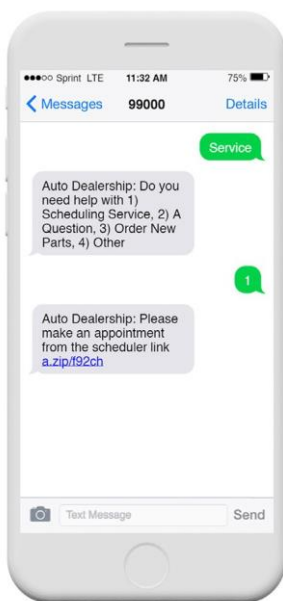 Sprint LTE 11:32 AM 75%
Messages 99000 Details
Service
Auto Dealership: Do you
need help with 1)
Scheduling Service, 2) A
Question, 3) Order New
Parts, 4) Other
1
Auto Dealership: Please
make an appointment
from the scheduler link
a.zip/f92ch
Text Message Send